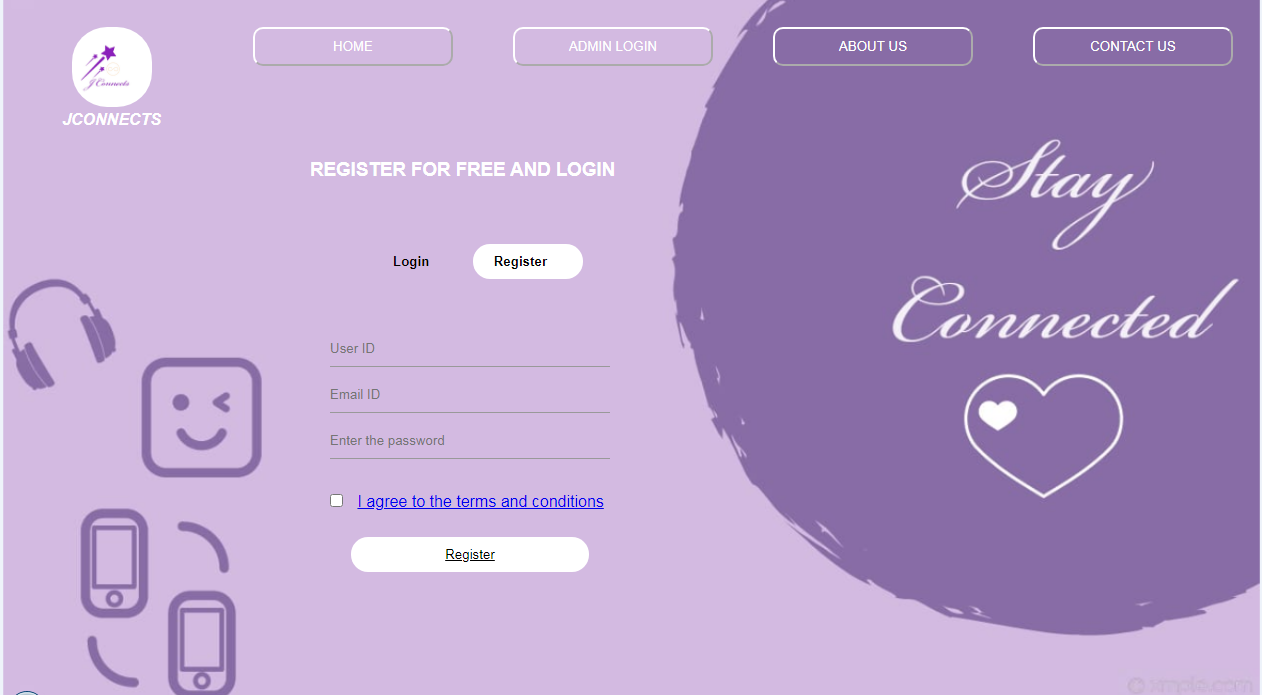 HOME
ADMIN LOGIN
ABOUT US
CONTACT US
J Connects
JCONNECTS
REGISTER FOR FREE AND LOGIN
Stay
Connected
Login
Register
User ID
Email ID
Enter the password
I agree to the terms and conditions
Register